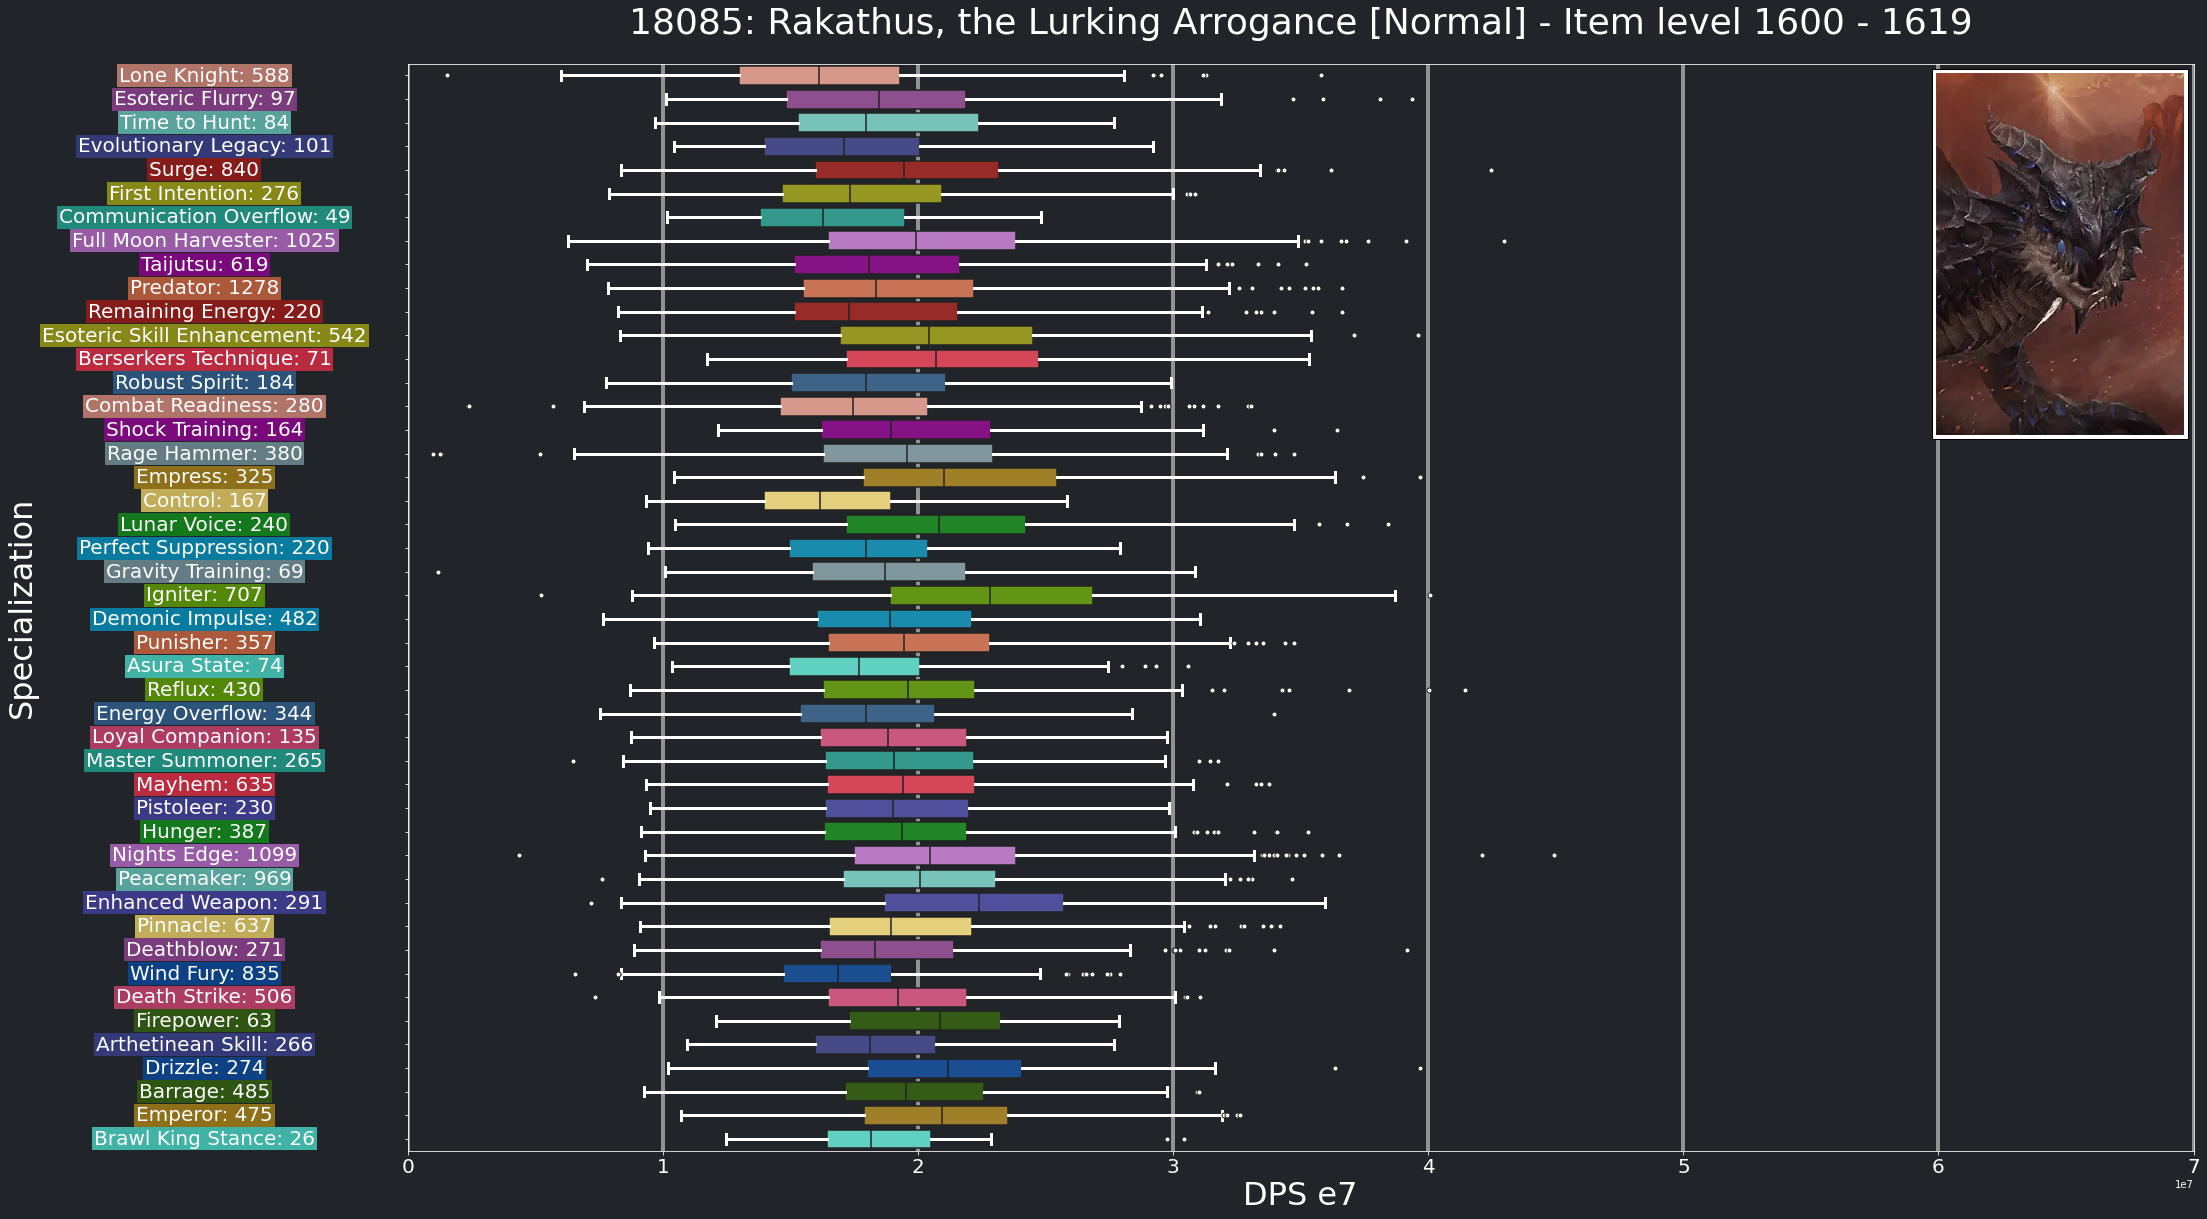 18085: Rakathus, the Lurking Arrogance [Normal] - Item level 1600 - 1619
Specialization
Lone Knight: 588
Esoteric Flurry: 97
Time to Hunt: 84
Evolutionary Legacy: 101
Surge: 840
First Intention: 276
Communication Overflow: 49
Full Moon Harvester: 1025
Taijutsu: 619
Predator: 1278
Remaining Energy: 220
Esoteric Skill Enhancement: 542
Berserkers Technique: 71
Robust Spirit: 184
Combat Readiness: 280
Shock Training: 164
Rage Hammer: 380
Empress: 325
Control: 167
Lunar Voice: 240
Perfect Suppression: 220
Gravity Training: 69
Igniter: 707
Demonic Impulse: 482
Punisher: 357
Asura State: 74
Reflux: 430
Energy Overflow: 344
Loyal Companion: 135
Master Summoner: 265
Mayhem: 635
Pistoleer: 230
Hunger: 387
Nights Edge: 1099
Peacemaker: 969
Enhanced Weapon: 291
Pinnacle: 637
Deathblow: 271
Wind Fury: 835
Death Strike: 506
Firepower: 63
Arthetinean Skill: 266
Drizzle: 274
Barrage: 485
Emperor: 475
Brawl King Stance: 26
0 1 2 3 4 5 6 7
1e7
DPS e7